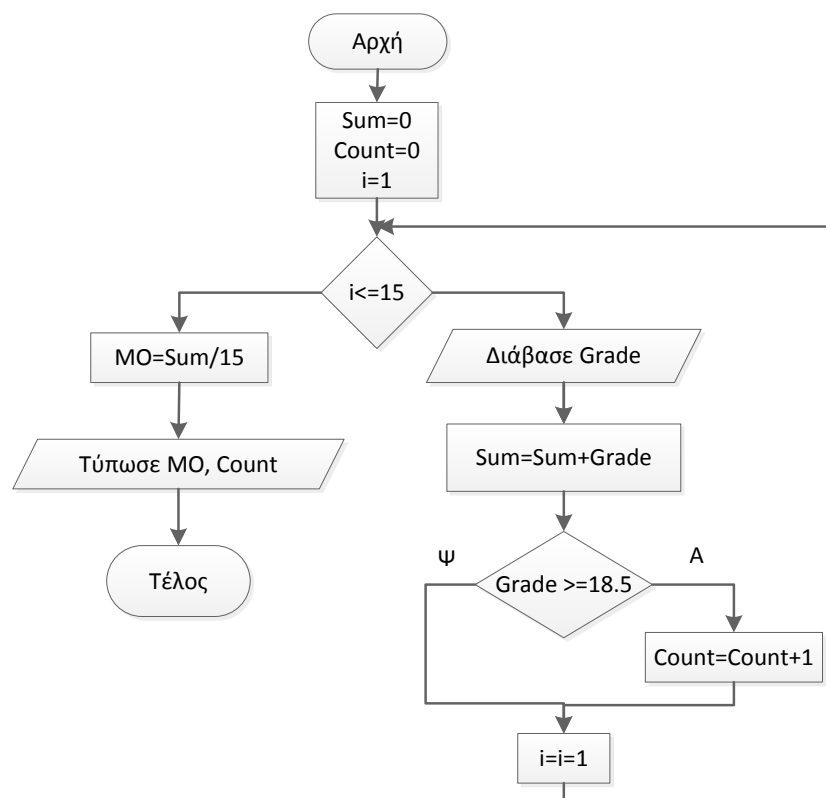 Αρχή
Sum=0
Count=0
i=1
i<=15
MO=Sum/15
Διάβασε Grade
Τύπωσε MO, Count
Sum=Sum+Grade
Τέλος
Ψ
Α
Grade >=18.5
Count=Count+1
i=i=1